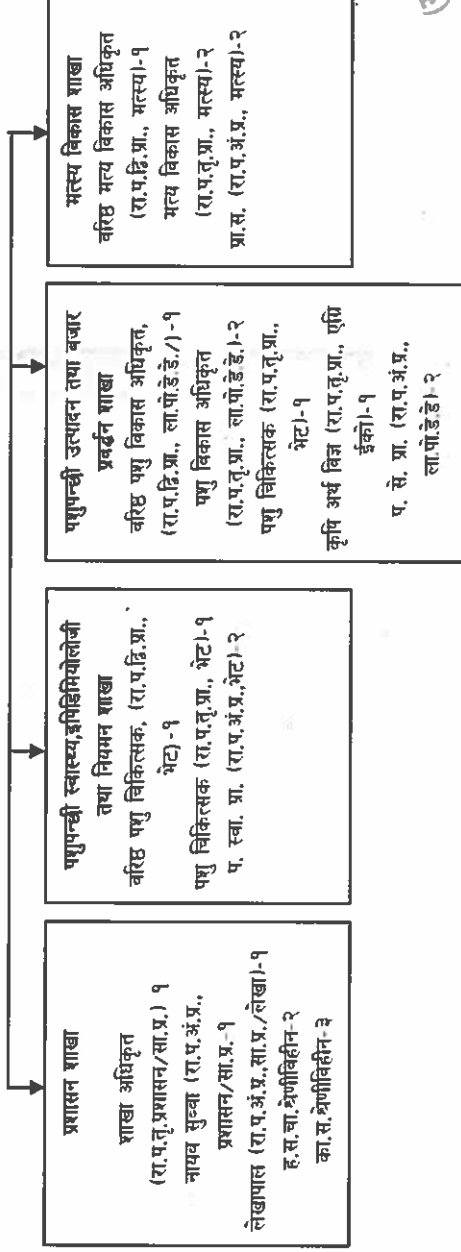 प्रशासन शाखा
शाखा अधिकृत
(रा.प.तृ.प्रशासन/सा.प्र.) १
नायव सुब्बा (रा.प.अं.प्र.,
प्रशासन/सा.प्र.-१
लेखापाल (रा.प.अं.प्र.,सा.प्र./लेखा)-१
ह.स.चा.श्रेणीविहीन-२
का.स.श्रेणीविहीन-३
पशुपन्छी स्वास्थ्य,इपिडिमियोलोजी
तथा नियमन शाखा
वरिष्ठ पशु चिकित्सक, (रा.प.द्वि.प्रा.,
भेट)-१
पशु चिकित्सक (रा.प.तृ.प्रा., भेट)-१
प. स्वा. प्रा. (रा.प.अं.प्र.,भेट)-२
पशुपन्छी उत्पादन तथा बजार
प्रवर्द्धन शाखा
वरिष्ठ पशु विकास अधिकृत,
(रा.प.द्वि.प्रा., ला.पो.डे.डे./)-१
पशु विकास अधिकृत
(रा.प.तृ.प्रा., ला.पो.डे.डे.)-२
पशु चिकित्सक (रा.प.तृ.प्रा.,
भेट)-१
कृषि अर्थ विज्ञ (रा.प.तृ.प्रा., एग्रि
ईको)-१
प. से. प्रा. (रा.प.अं.प्र.,
ला.पो.डे.डे)-२
मत्स्य विकास शाखा
वरिष्ठ मत्स्य विकास अधिकृत
(रा.प.द्वि.प्रा., मत्स्य)-१
मत्स्य विकास अधिकृत
(रा.प.तृ.प्रा., मत्स्य)-२
प्रा.स. (रा.प.अं.प्र., मत्स्य)-२